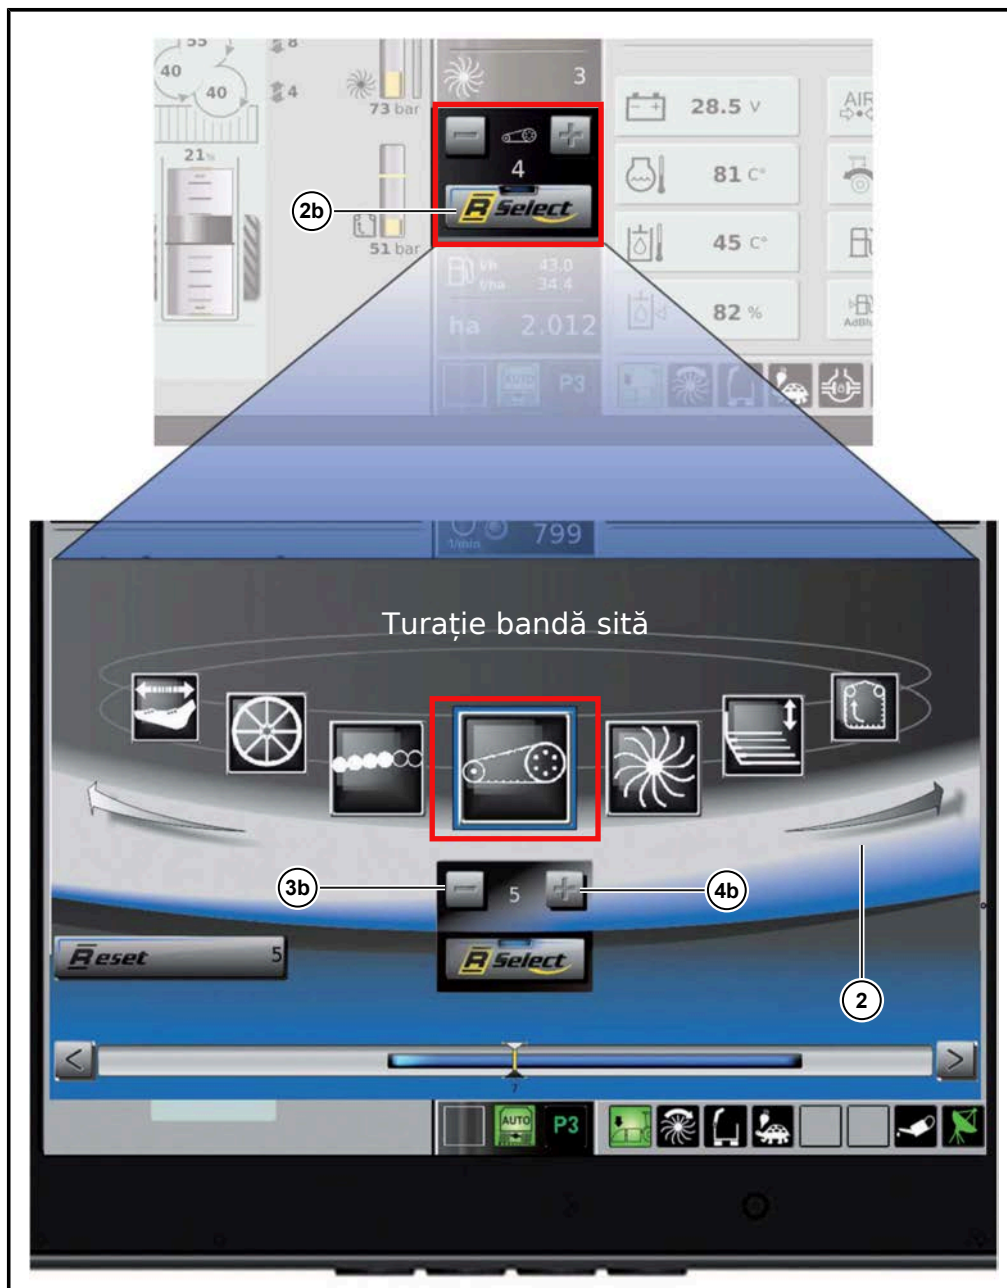 55
8
40
40
4
73 bar
3
28.5 V
AIR
21%
4
81 C°
2b
R Select
51 bar
45 C°
l/h 43.0
l/ha 34.4
82 %
AdBlu
ha 2.012
AUTO
P3
1/min
799
Turație bandă sită
3b
5
4b
Reset 5
R Select
2
<
>
7
AUTO
P3